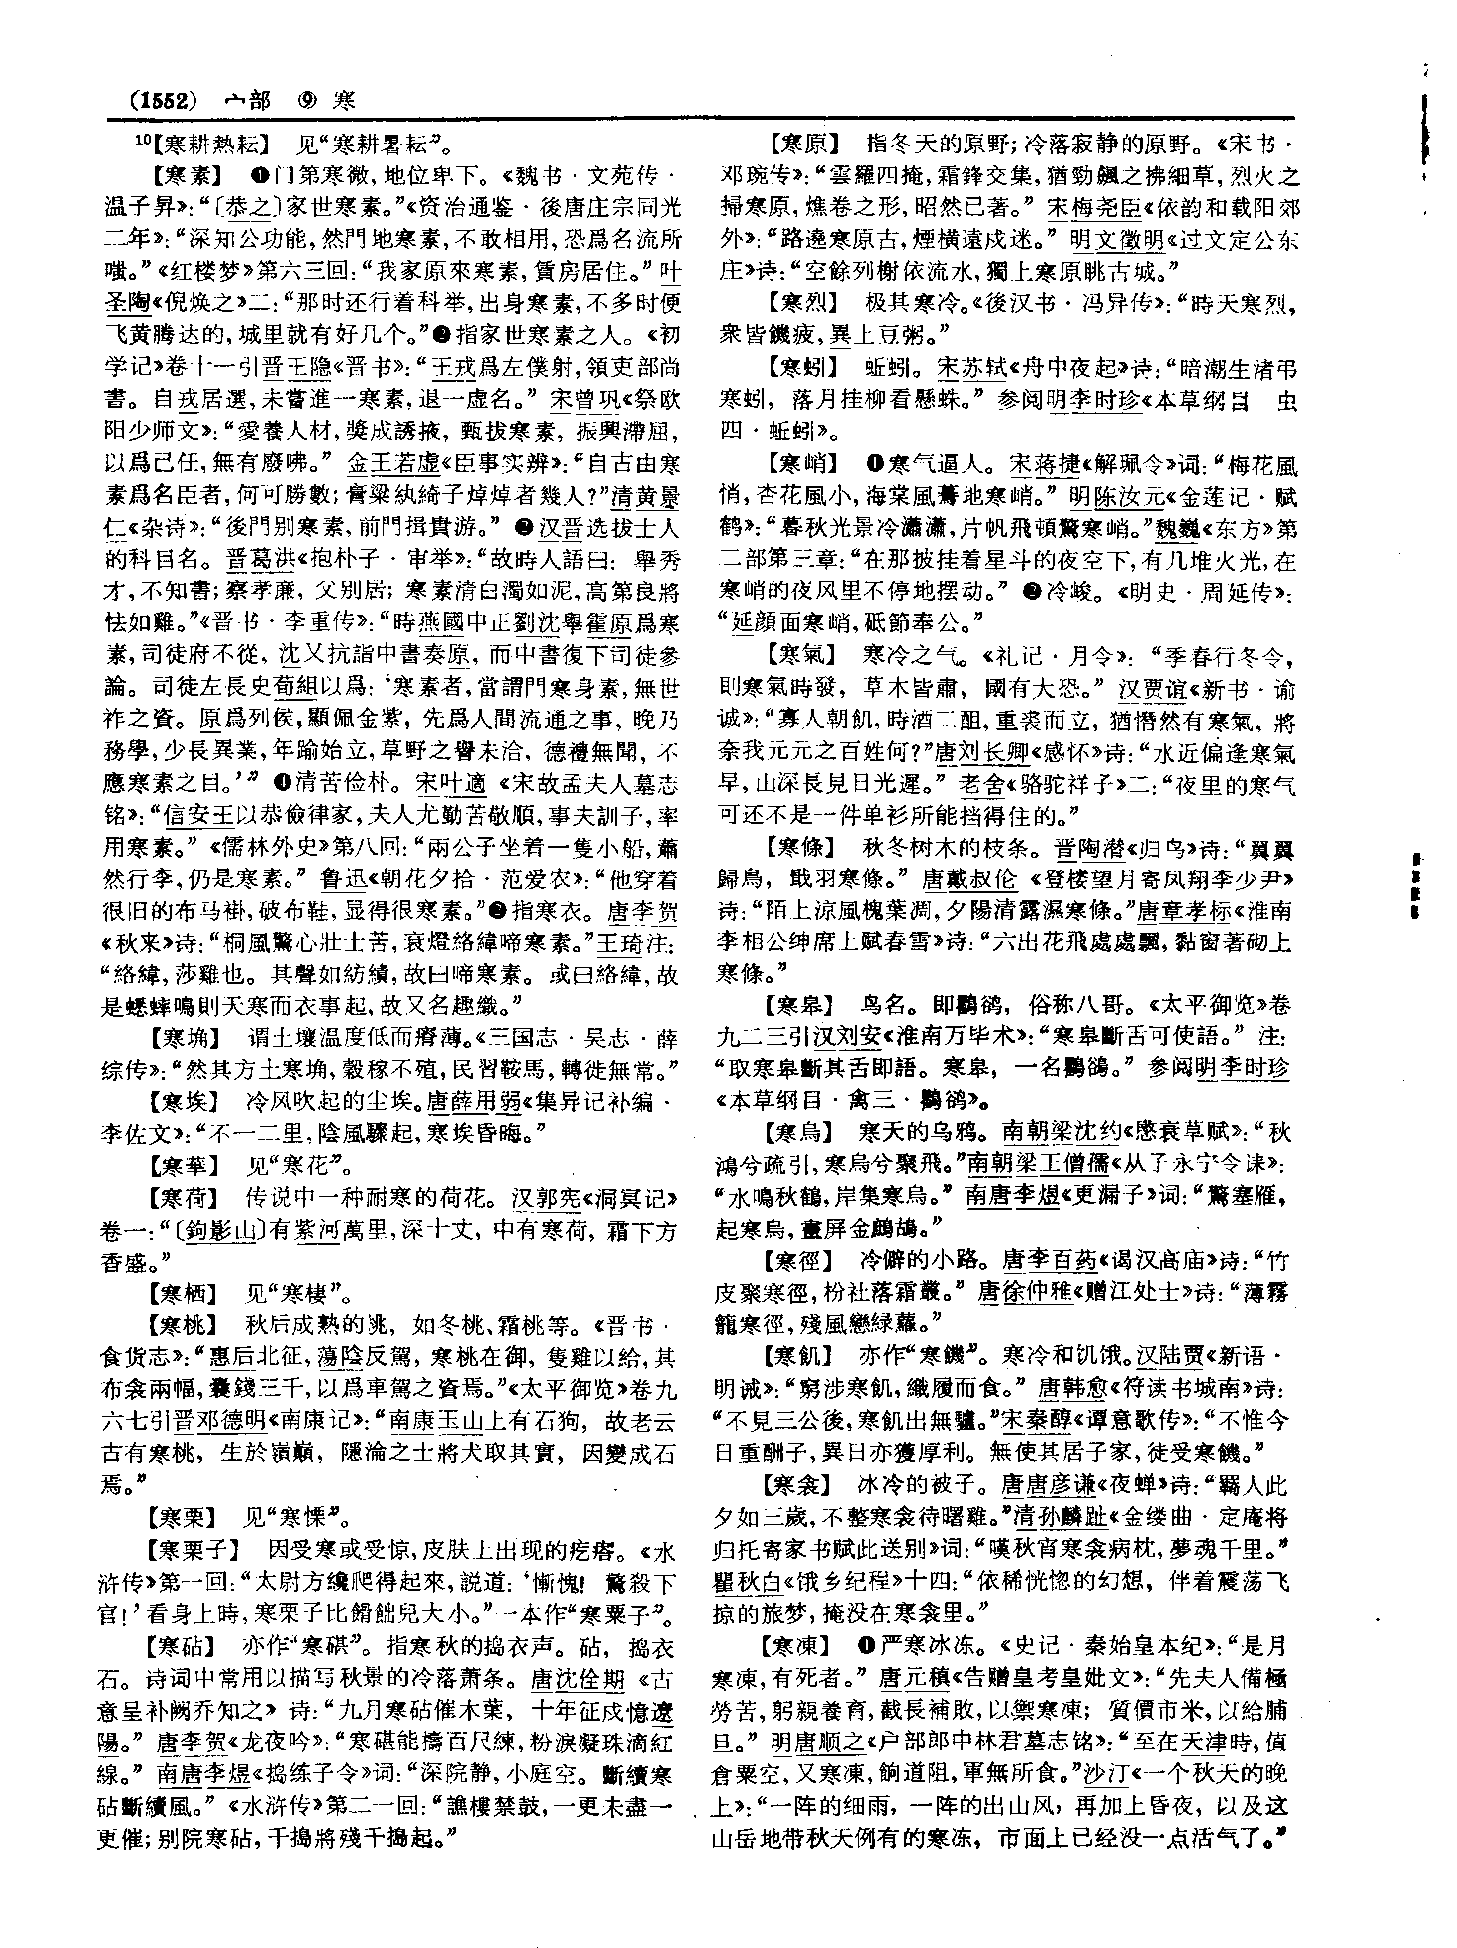 (1552) 宀部 ⑨ 寒
¹⁰【寒耕熱耘】 见“寒耕暑耘”。
【寒素】 ❶门第寒微,地位卑下。《魏书·文苑传·
温子昇》:“〔恭之〕家世寒素。”《资治通鉴·後唐庄宗同光
二年》:“深知公功能,然門地寒素,不敢相用,恐爲名流所
嗤。”《红楼梦》第六三回:“我家原來寒素,賃房居住。”叶
圣陶《倪焕之》二:“那时还行着科举,出身寒素,不多时便
飞黄腾达的,城里就有好几个。”❷指家世寒素之人。《初
学记》卷十一引晋王隐《晋书》:“王戎爲左僕射,領吏部尚
書。自戎居選,未嘗進一寒素,退一虚名。” 宋曾巩《祭欧
阳少师文》:“愛養人材,獎成誘掖,甄拔寒素,振興滯屈,
以爲己任,無有廢咈。” 金王若虚《臣事实辨》:“自古由寒
素爲名臣者,何可勝數;膏粱紈綺子焯焯者幾人?”清黄景
仁《杂诗》:“後門别寒素,前門揖貴游。” ❸汉晋选拔士人
的科目名。晋葛洪《抱朴子·审举》:“故時人語曰:舉秀
才,不知書;察孝廉,父别居;寒素清白濁如泥,高第良將
怯如雞。”《晋书·李重传》:“時燕國中正劉沈舉霍原爲寒
素,司徒府不從,沈又抗詣中書奏原,而中書復下司徒參
論。司徒左長史荀組以爲:‘寒素者,當謂門寒身素,無世
祚之資。原爲列侯,顯佩金紫,先爲人間流通之事,晚乃
務學,少長異業,年踰始立,草野之譽未洽,德禮無聞,不
應寒素之目。’” ❹清苦俭朴。宋叶適《宋故孟夫人墓志
铭》:“信安王以恭儉律家,夫人尤勤苦敬順,事夫訓子,率
用寒素。”《儒林外史》第八回:“兩公子坐着一隻小船,蕭
然行李,仍是寒素。” 鲁迅《朝花夕拾·范爱农》:“他穿着
很旧的布马褂,破布鞋,显得很寒素。”❺指寒衣。唐李贺
《秋来》诗:“桐風驚心壯士苦,衰燈絡緯啼寒素。”王琦注:
“絡緯,莎雞也。其聲如紡績,故曰啼寒素。或曰絡緯,故
是蟋蟀鳴則天寒而衣事起,故又名趣織。”
【寒埆】 谓土壤温度低而瘠薄。《三国志·吴志·薛
综传》:“然其方土寒埆,穀稼不殖,民習鞍馬,轉徙無常。”
【寒埃】 冷风吹起的尘埃。唐薛用弱《集异记补编·
李佐文》:“不一二里,陰風驟起,寒埃昏晦。”
【寒華】 见“寒花”。
【寒荷】 传说中一种耐寒的荷花。汉郭宪《洞冥记》
卷一:“〔鉤影山〕有紫河萬里,深十丈,中有寒荷,霜下方
香盛。”
【寒栖】 见“寒棲”。
【寒桃】 秋后成熟的桃,如冬桃、霜桃等。《晋书·
食货志》:“惠后北征,蕩陰反駕,寒桃在御,隻雞以給,其
布衾兩幅,囊錢三千,以爲車駕之資焉。”《太平御览》卷九
六七引晋邓德明《南康记》:“南康玉山上有石狗,故老云
古有寒桃,生於嶺巔,隱淪之士將犬取其實,因變成石
焉。”
【寒栗】 见“寒慄”。
【寒栗子】 因受寒或受惊,皮肤上出现的疙瘩。《水
浒传》第一回:“太尉方纔爬得起來,説道:‘慚愧!驚殺下
官!’看身上時,寒栗子比餶飿兒大小。”一本作“寒粟子”。
【寒砧】 亦作“寒碪”。指寒秋的捣衣声。砧,捣衣
石。诗词中常用以描写秋景的冷落萧条。唐沈佺期《古
意呈补阙乔知之》诗:“九月寒砧催木葉,十年征戍憶遼
陽。” 唐李贺《龙夜吟》:“寒碪能擣百尺練,粉淚凝珠滴紅
線。” 南唐李煜《捣练子令》词:“深院静,小庭空。斷續寒
砧斷續風。”《水浒传》第二一回:“譙樓禁鼓,一更未盡一
更催;别院寒砧,千搗將殘千搗起。”
【寒原】 指冬天的原野;冷落寂静的原野。《宋书·
邓琬传》:“雲羅四掩,霜鋒交集,猶勁飆之拂細草,烈火之
掃寒原,燋卷之形,昭然已著。” 宋梅尧臣《依韵和载阳郊
外》:“路遶寒原古,煙横遠戍迷。” 明文徵明《过文定公东
庄》诗:“空餘列榭依流水,獨上寒原眺古城。”
【寒烈】 极其寒冷。《後汉书·冯异传》:“時天寒烈,
衆皆饑疲,異上豆粥。”
【寒蚓】 蚯蚓。宋苏轼《舟中夜起》诗:“暗潮生渚弔
寒蚓,落月挂柳看懸蛛。” 参阅明李时珍《本草纲目 虫
四·蚯蚓》。
【寒峭】 ❶寒气逼人。宋蒋捷《解珮令》词:“梅花風
悄,杏花風小,海棠風驀地寒峭。” 明陈汝元《金莲记·赋
鹤》:“暮秋光景冷瀟瀟,片帆飛頓驚寒峭。”魏巍《东方》第
二部第三章:“在那披挂着星斗的夜空下,有几堆火光,在
寒峭的夜风里不停地摆动。” ❷冷峻。《明史·周延传》:
“延顔面寒峭,砥節奉公。”
【寒氣】 寒冷之气。《礼记·月令》:“季春行冬令,
則寒氣時發,草木皆肅,國有大恐。” 汉贾谊《新书·谕
诚》:“寡人朝飢,時酒二䣯,重裘而立,猶憯然有寒氣,將
奈我元元之百姓何?”唐刘长卿《感怀》诗:“水近偏逢寒氣
早,山深長見日光遲。” 老舍《骆驼祥子》二:“夜里的寒气
可还不是一件单衫所能挡得住的。”
【寒條】 秋冬树木的枝条。晋陶潜《归鸟》诗:“翼翼
歸鳥,戢羽寒條。” 唐戴叔伦《登楼望月寄凤翔李少尹》
诗:“陌上涼風槐葉凋,夕陽清露濕寒條。”唐章孝标《淮南
李相公绅席上赋春雪》诗:“六出花飛處處飄,黏窗著砌上
寒條。”
【寒皋】 鸟名。即鸜鹆,俗称八哥。《太平御览》卷
九二三引汉刘安《淮南万毕术》:“寒皋斷舌可使語。” 注:
“取寒皋斷其舌即語。寒皋,一名鸜鵒。” 参阅明李时珍
《本草纲目·禽三·鸜鹆》。
【寒烏】 寒天的乌鸦。南朝梁沈约《愍衰草赋》:“秋
鴻兮疏引,寒烏兮聚飛。”南朝梁王僧孺《从子永宁令诔》:
“水鳴秋鶴,岸集寒烏。” 南唐李煜《更漏子》词:“驚塞雁,
起寒烏,畫屏金鷓鴣。”
【寒徑】 冷僻的小路。唐李百药《谒汉高庙》诗:“竹
皮聚寒徑,枌社落霜叢。” 唐徐仲雅《赠江处士》诗:“薄霧
籠寒徑,殘風戀緑蘿。”
【寒飢】 亦作“寒饑”。寒冷和饥饿。汉陆贾《新语·
明诫》:“窮涉寒飢,織履而食。” 唐韩愈《符读书城南》诗:
“不見三公後,寒飢出無驢。”宋秦醇《谭意歌传》:“不惟今
日重酬子,異日亦獲厚利。無使其居子家,徒受寒饑。”
【寒衾】 冰冷的被子。唐唐彦谦《夜蝉》诗:“羈人此
夕如三歲,不整寒衾待曙雞。”清孙麟趾《金缕曲·定庵将
归托寄家书赋此送别》词:“嘆秋宵寒衾病枕,夢魂千里。”
瞿秋白《饿乡纪程》十四:“依稀恍惚的幻想,伴着震荡飞
掠的旅梦,掩没在寒衾里。”
【寒凍】 ❶严寒冰冻。《史记·秦始皇本纪》:“是月
寒凍,有死者。” 唐元稹《告赠皇考皇妣文》:“先夫人備極
勞苦,躬親養育,截長補敗,以禦寒凍;質價市米,以給脯
旦。” 明唐顺之《户部郎中林君墓志铭》:“至在天津時,值
倉粟空,又寒凍,餉道阻,軍無所食。”沙汀《一个秋天的晚
上》:“一阵的细雨,一阵的出山风,再加上昏夜,以及这
山岳地带秋天例有的寒冻,市面上已经没一点活气了。”